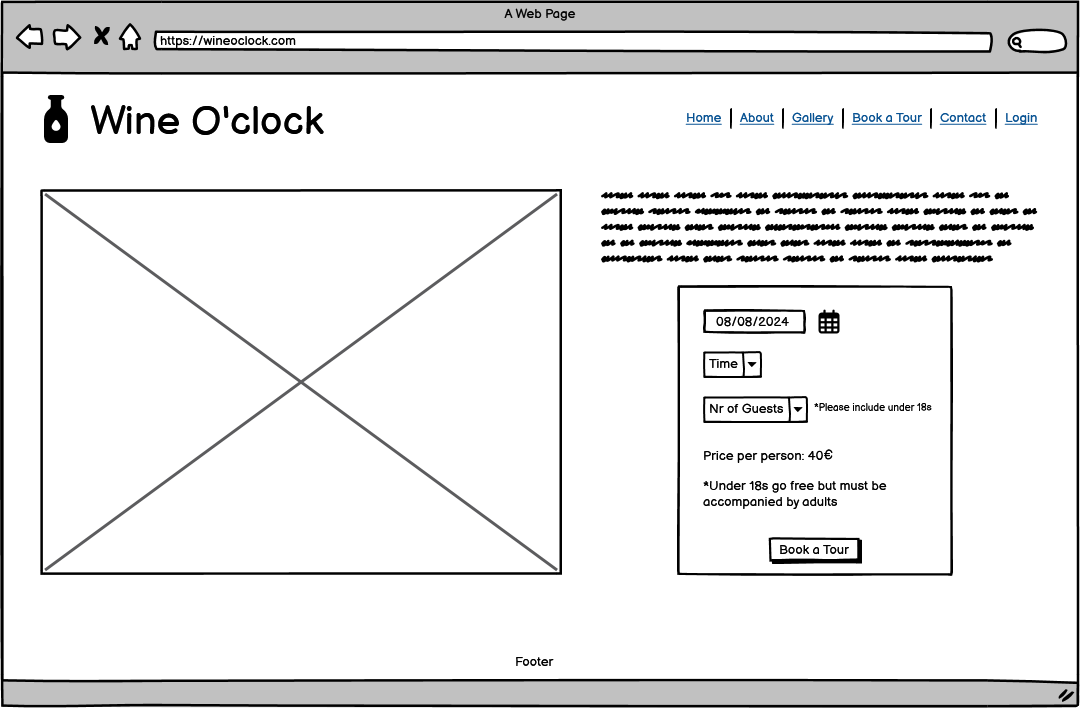 A Web Page
https://wineoclock.com
Wine O'clock
Home | About | Gallery | Book a Tour | Contact | Login
08/08/2024
Time
Nr of Guests
*Please include under 18s
Price per person: 40€
*Under 18s go free but must be
accompanied by adults
Book a Tour
Footer